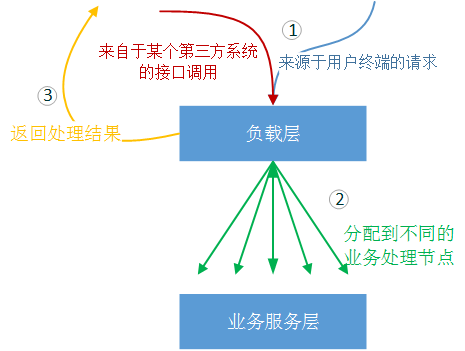 ①
来自于某个第三方系统
的接口调用
来源于用户终端的请求
③
返回处理结果
负载层
②
分配到不同的
业务处理节点
业务服务层